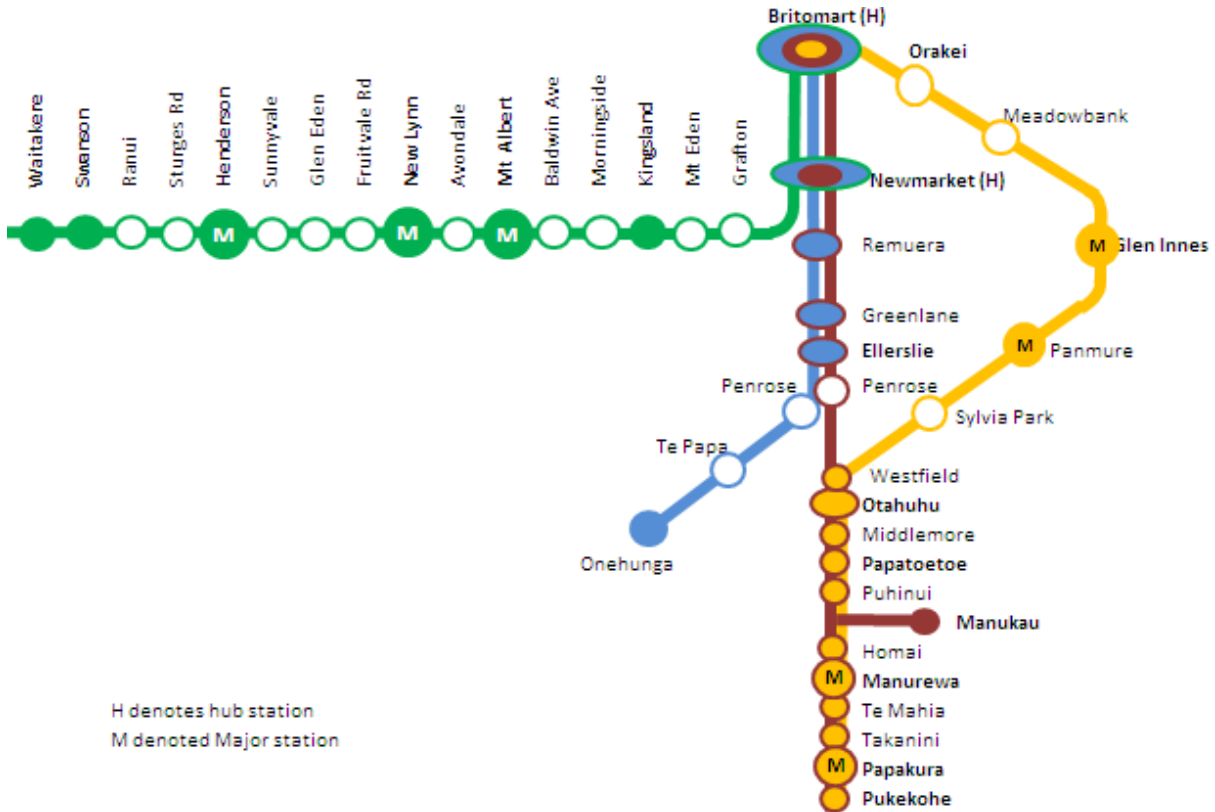 Britomart (H)
Orakei
Meadowbank
Waitakere
Swanson
Ranui
Sturges Rd
Henderson
Sunnyvale
Glen Eden
Fruitvale Rd
New Lynn
Avondale
Mt Albert
Baldwin Ave
Morningside
Kingsland
Mt Eden
Grafton
Newmarket (H)
M
M
M
Remuera
M
Glen Innes
Greenlane
Ellerslie
M
Panmure
Penrose
Penrose
Sylvia Park
Te Papa
Westfield
Otahuhu
Middlemore
Onehunga
Papatoetoe
Puhinui
Manukau
Homai
M
Manurewa
Te Mahia
Takanini
M
Papakura
Pukekohe
H denotes hub station
M denoted Major station